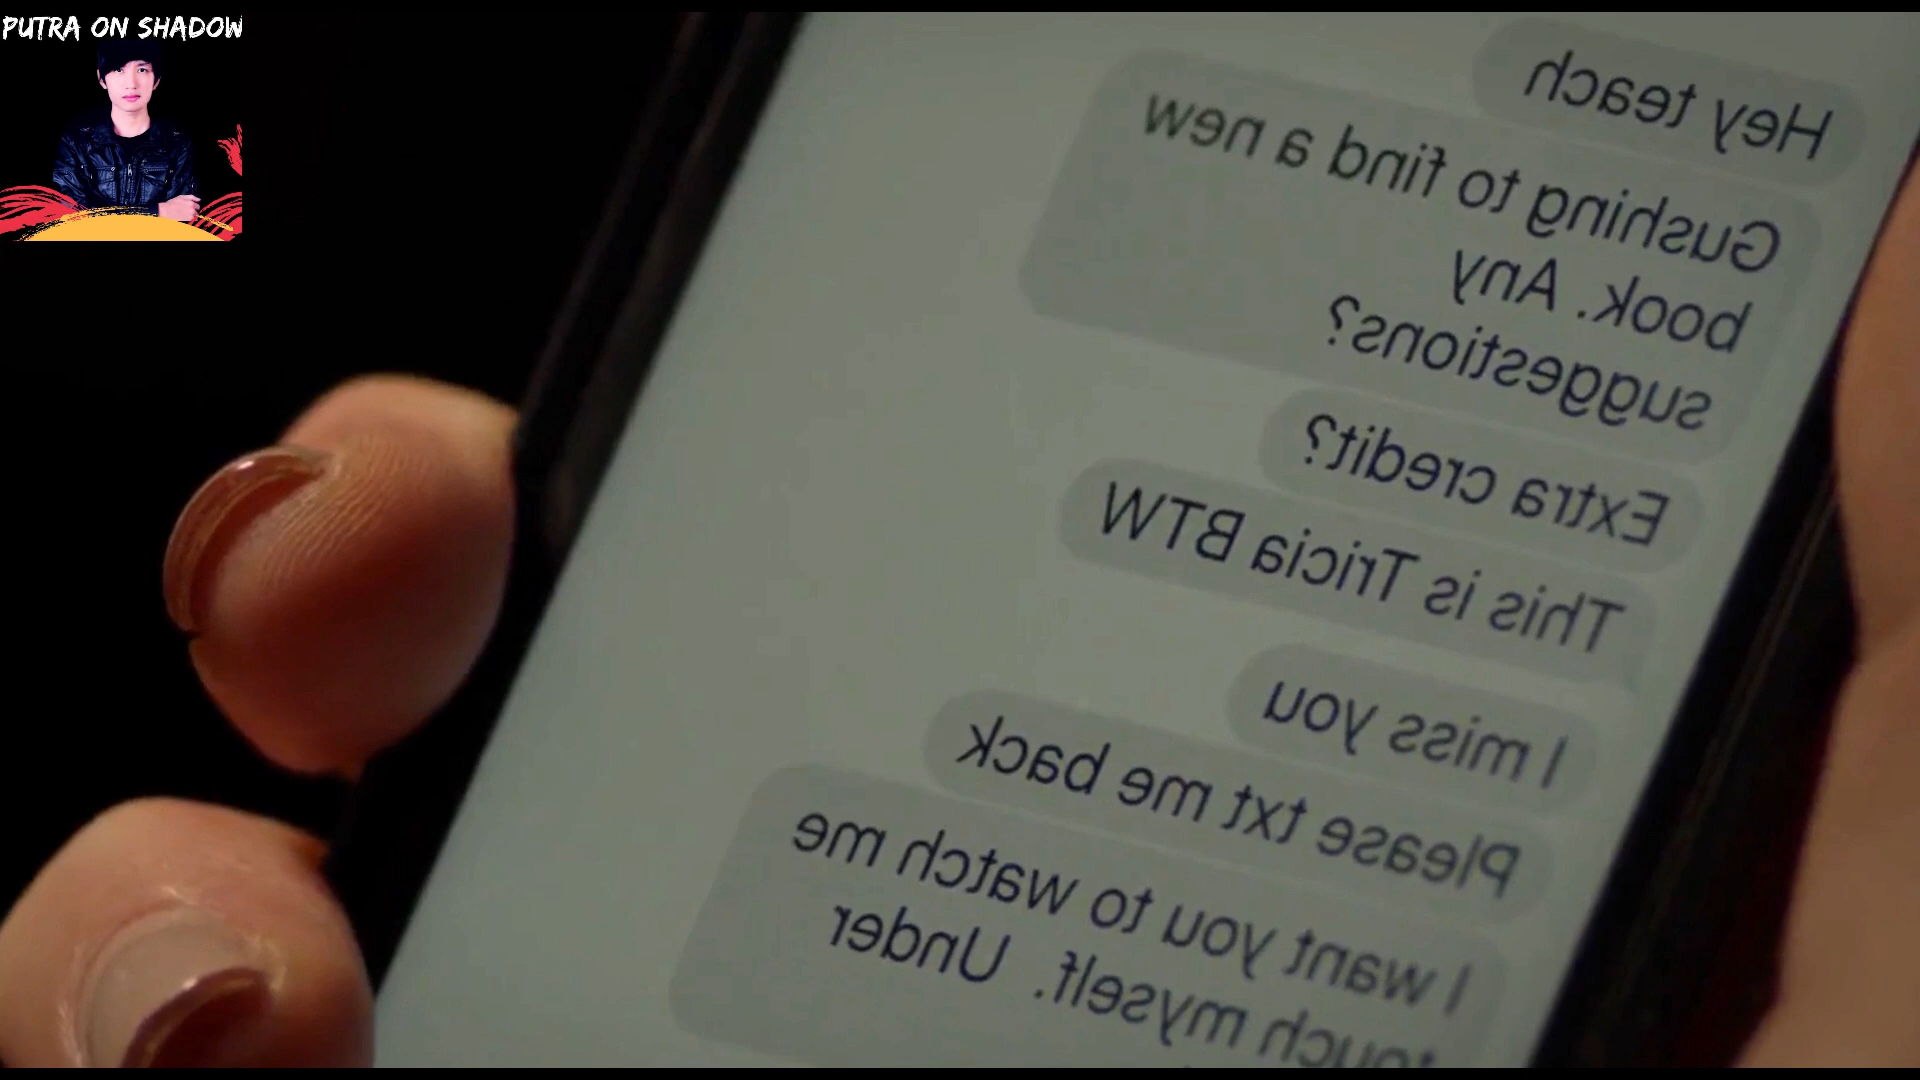 PUTRA ON SHADOW
Hey teach
Gushing to find a new
book. Any
suggestions?
Extra credit?
This is Tricia BTW
I miss you
Please txt me back
I want you to watch me
touch myself. Under